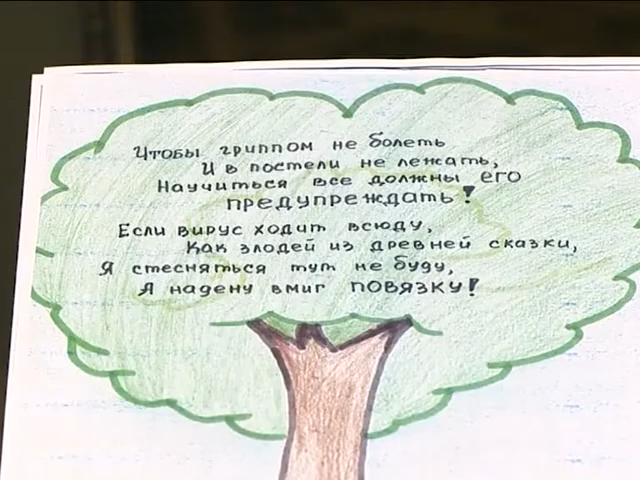 Чтобы гриппом не болеть
И в постели не лежать,
Научиться все должны его
предупреждать!
Если вирус ходит всюду,
Как злодей из древней сказки,
Я стесняться тут не буду,
А надену вмиг повязку!